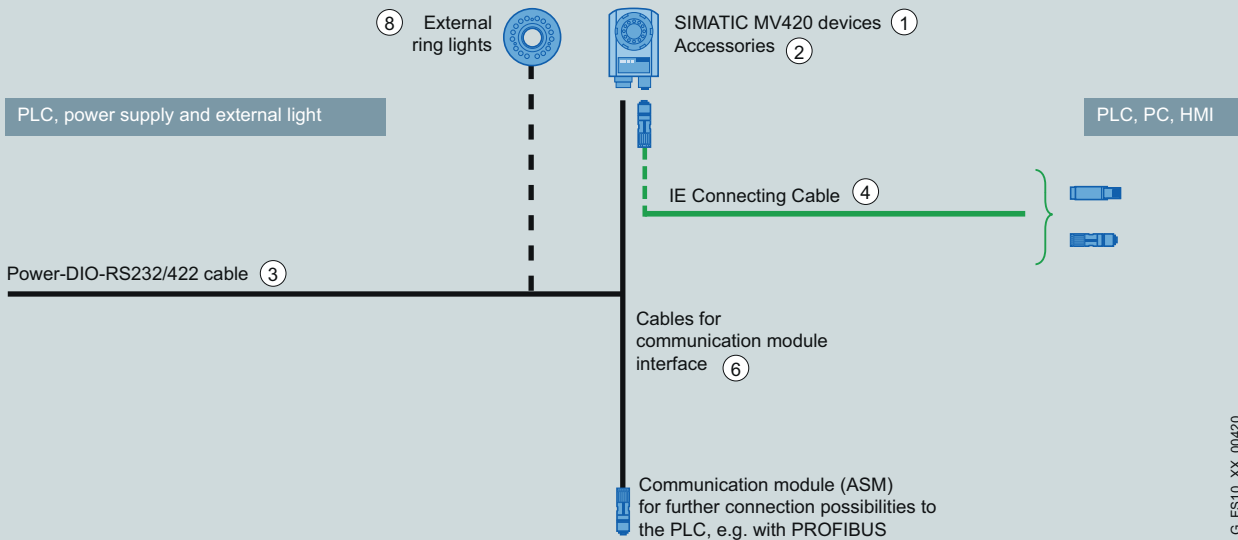 8 External
ring lights
SIMATIC MV420 devices 1
Accessories 2
PLC, power supply and external light
PLC, PC, HMI
IE Connecting Cable 4
Power-DIO-RS232/422 cable 3
Cables for
communication module
interface 6
Communication module (ASM)
for further connection possibilities to
the PLC, e.g. with PROFIBUS
G_FS10_XX_00420